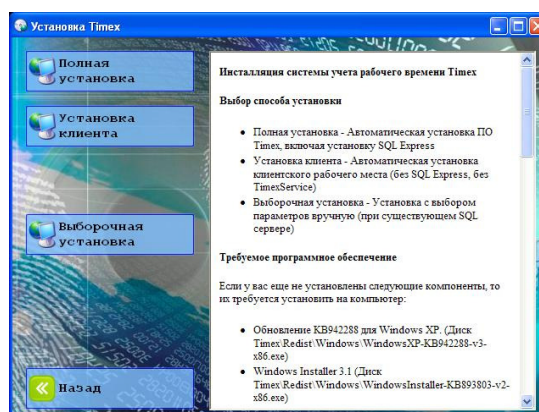 Установка Timex
Полная
установка
Установка
клиента
Выборочная
установка
Назад
Инсталляция системы учета рабочего времени Timex
Выбор способа установки
Полная установка - Автоматическая установка ПО
Timex, включая установку SQL Express
Установка клиента - Автоматическая установка
клиентского рабочего места (без SQL Express, без
TimexService)
Выборочная установка - Установка с выбором
параметров вручную (при существующем SQL
сервере)
Требуемое программное обеспечение
Если у вас еще не установлены следующие компоненты, то
их требуется установить на компьютер:
Обновление KB942288 для Windows XP. (Диск
Timex\Redist\Windows\WindowsXP-KB942288-v3-
x86.exe)
Windows Installer 3.1 (Диск
Timex\Redist\Windows\WindowsInstaller-KB893803-v2-
x86.exe)